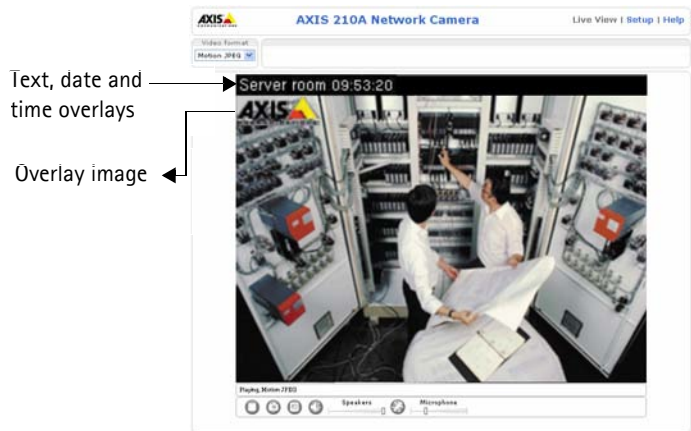 AXIS
COMMUNICATIONS
AXIS 210A Network Camera
Live View | Setup | Help
Video format
Motion JPEG
Text, date and
time overlays
Server room 09:53:20
AXIS
Overlay image
Playing, Motion JPEG
Speakers
Microphone